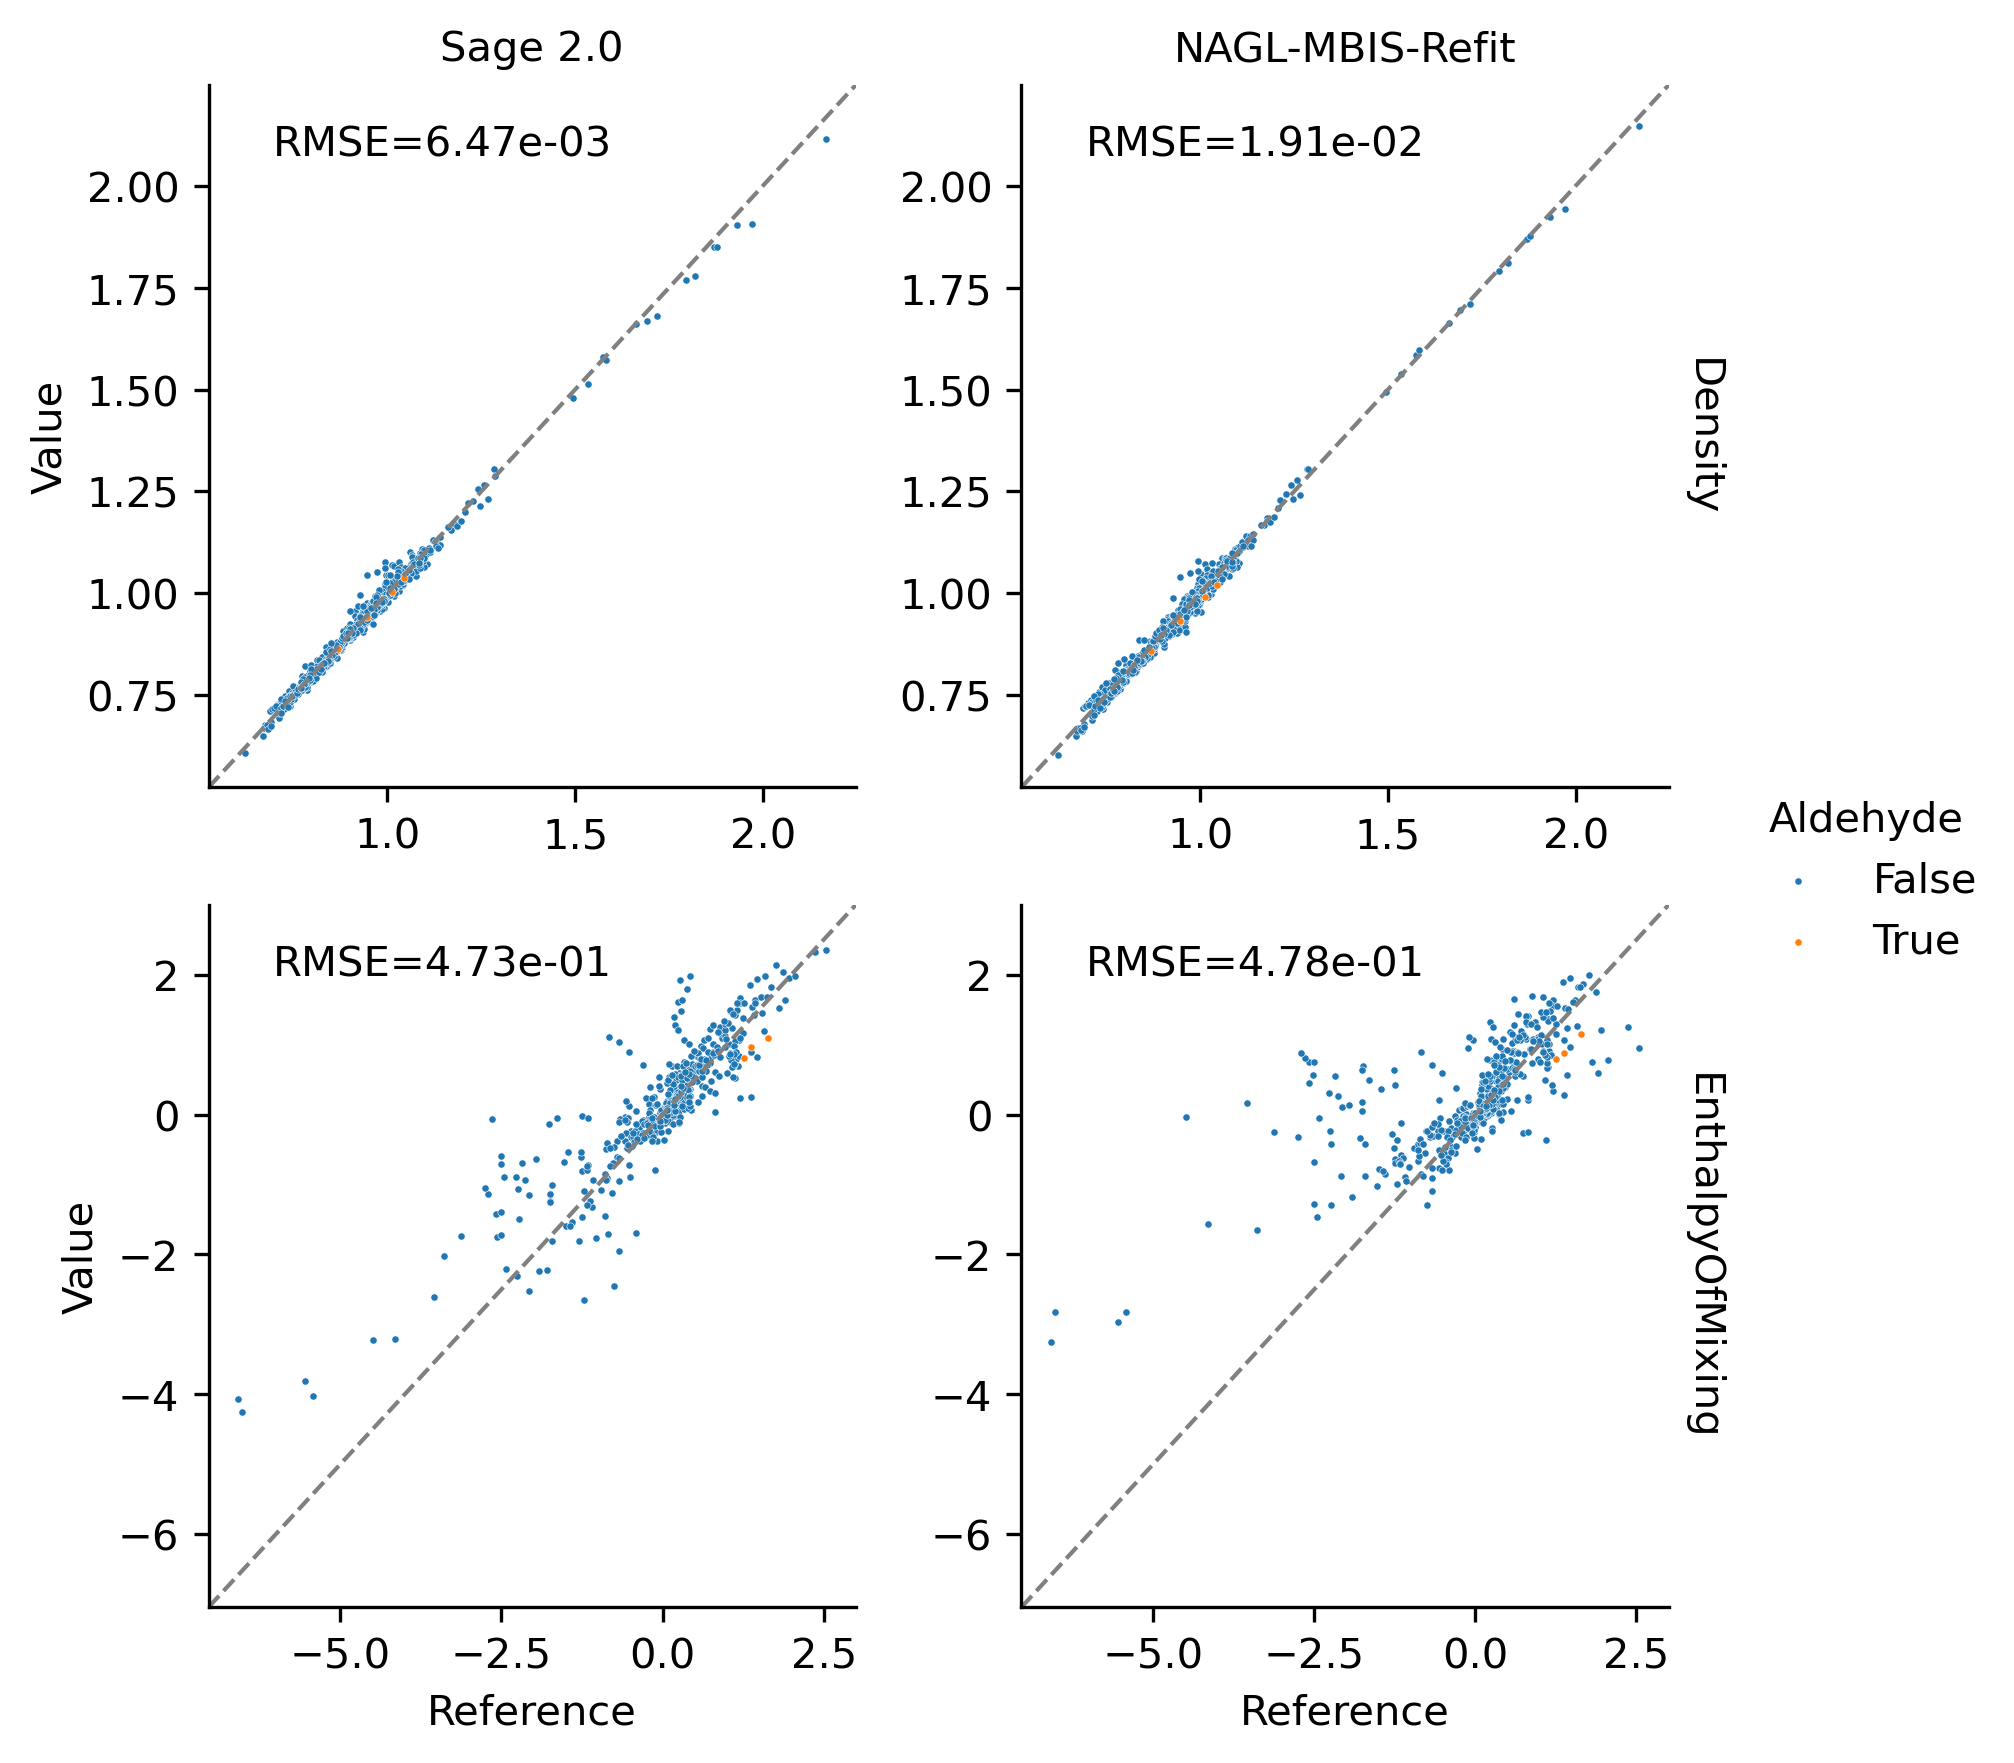 Sage 2.0
NAGL-MBIS-Refit
RMSE=6.47e-03
RMSE=1.91e-02
Value
2.00
1.75
1.50
1.25
1.00
0.75
1.0
1.5
2.0
2.00
1.75
1.50
1.25
1.00
0.75
1.0
1.5
2.0
Density
Aldehyde
False
True
RMSE=4.73e-01
RMSE=4.78e-01
Value
2
0
−2
−4
−6
−5.0
−2.5
0.0
2.5
Reference
2
0
−2
−4
−6
−5.0
−2.5
0.0
2.5
Reference
EnthalpyOfMixing